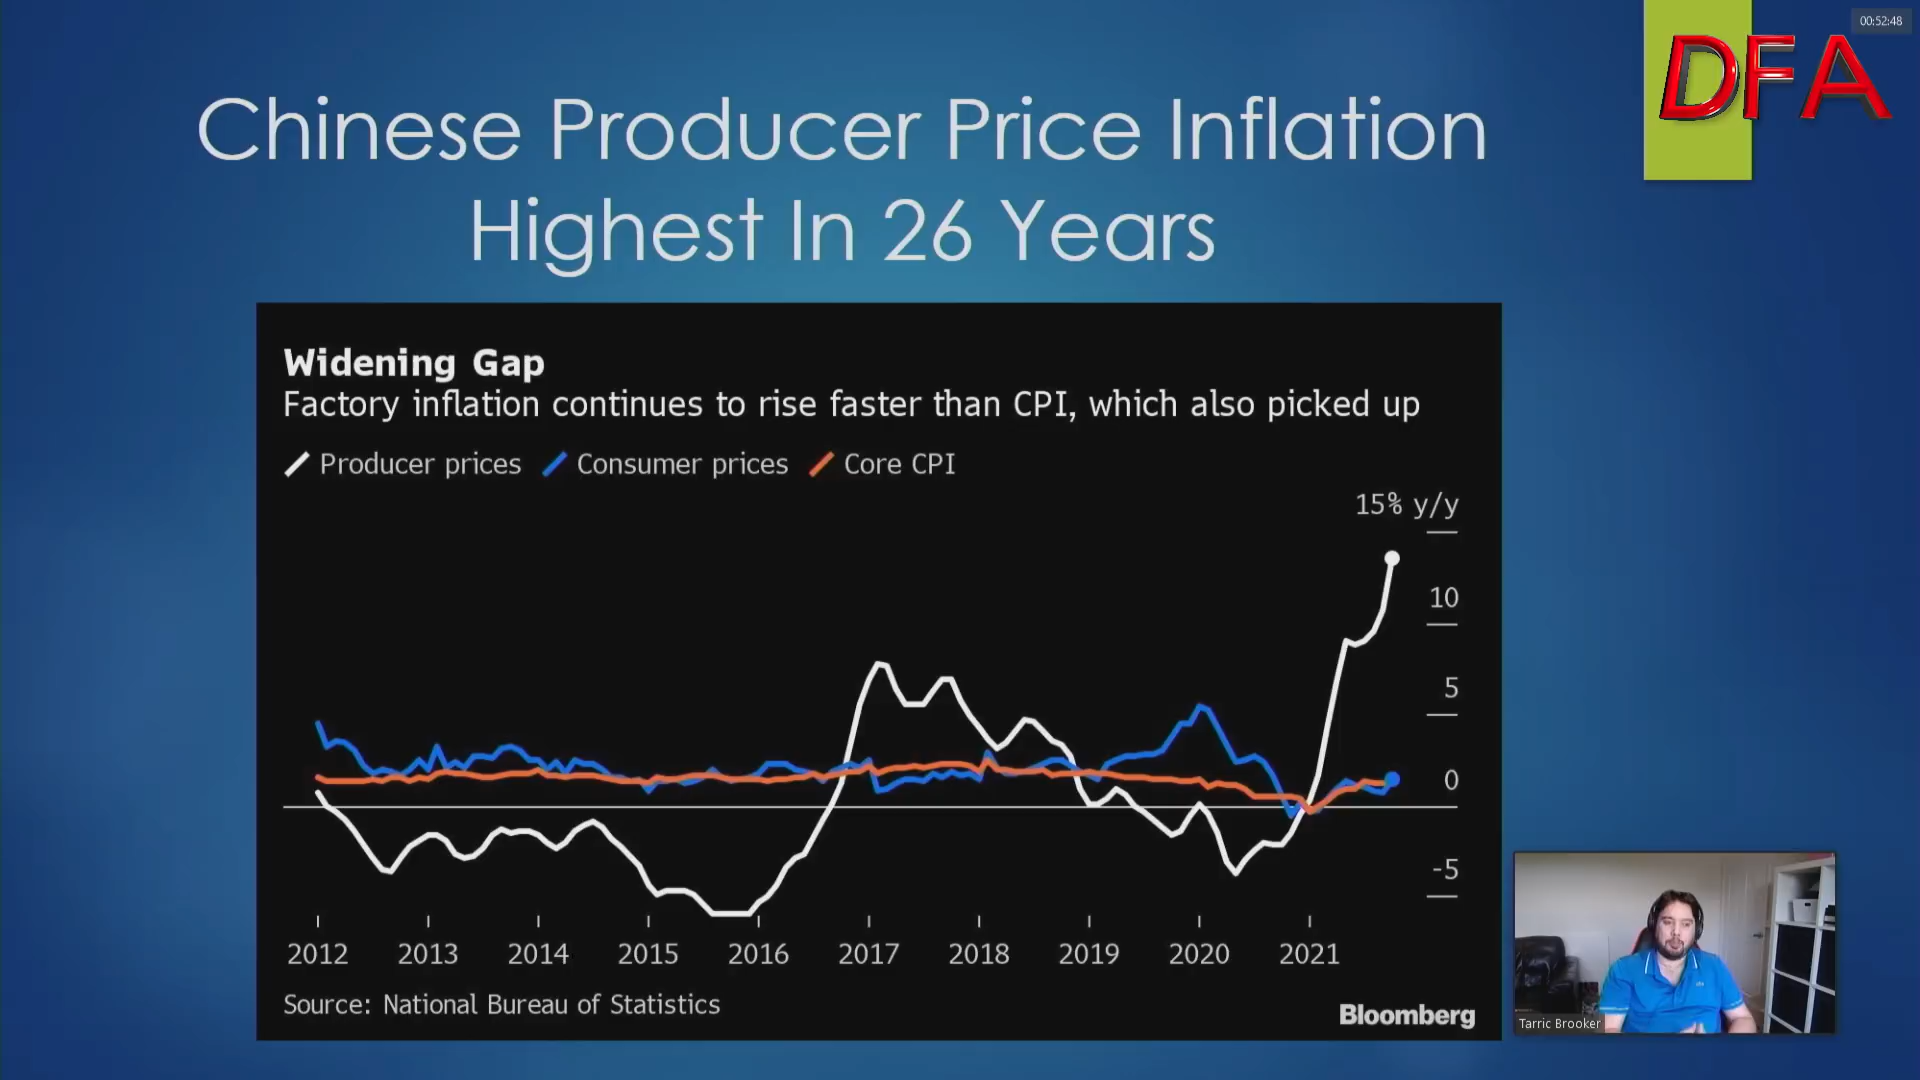 00:52:48
DFA
Chinese Producer Price Inflation
Highest In 26 Years
Widening Gap
Factory inflation continues to rise faster than CPI, which also picked up
Producer prices Consumer prices Core CPI
15% y/y
10
5
0
-5
2012 2013 2014 2015 2016 2017 2018 2019 2020 2021
Source: National Bureau of Statistics
Bloomberg
Tarric Brooker